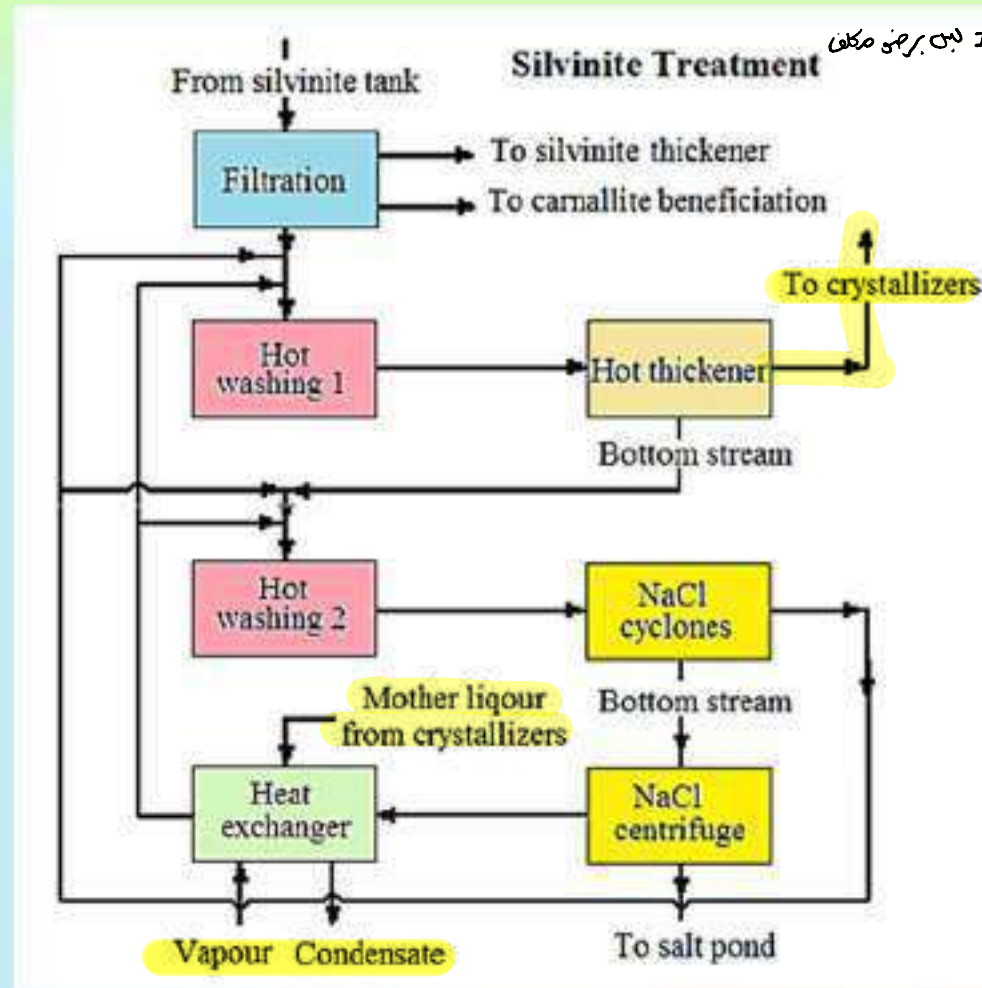 Silvinite Treatment
From silvinite tank
Filtration
To silvinite thickener
To carnallite beneficiation
To crystallizers
Hot
washing 1
Hot thickener
Bottom stream
Hot
washing 2
NaCl
cyclones
Mother liqour
from crystallizers
Bottom stream
Heat
exchanger
NaCl
centrifuge
Vapour
Condensate
To salt pond